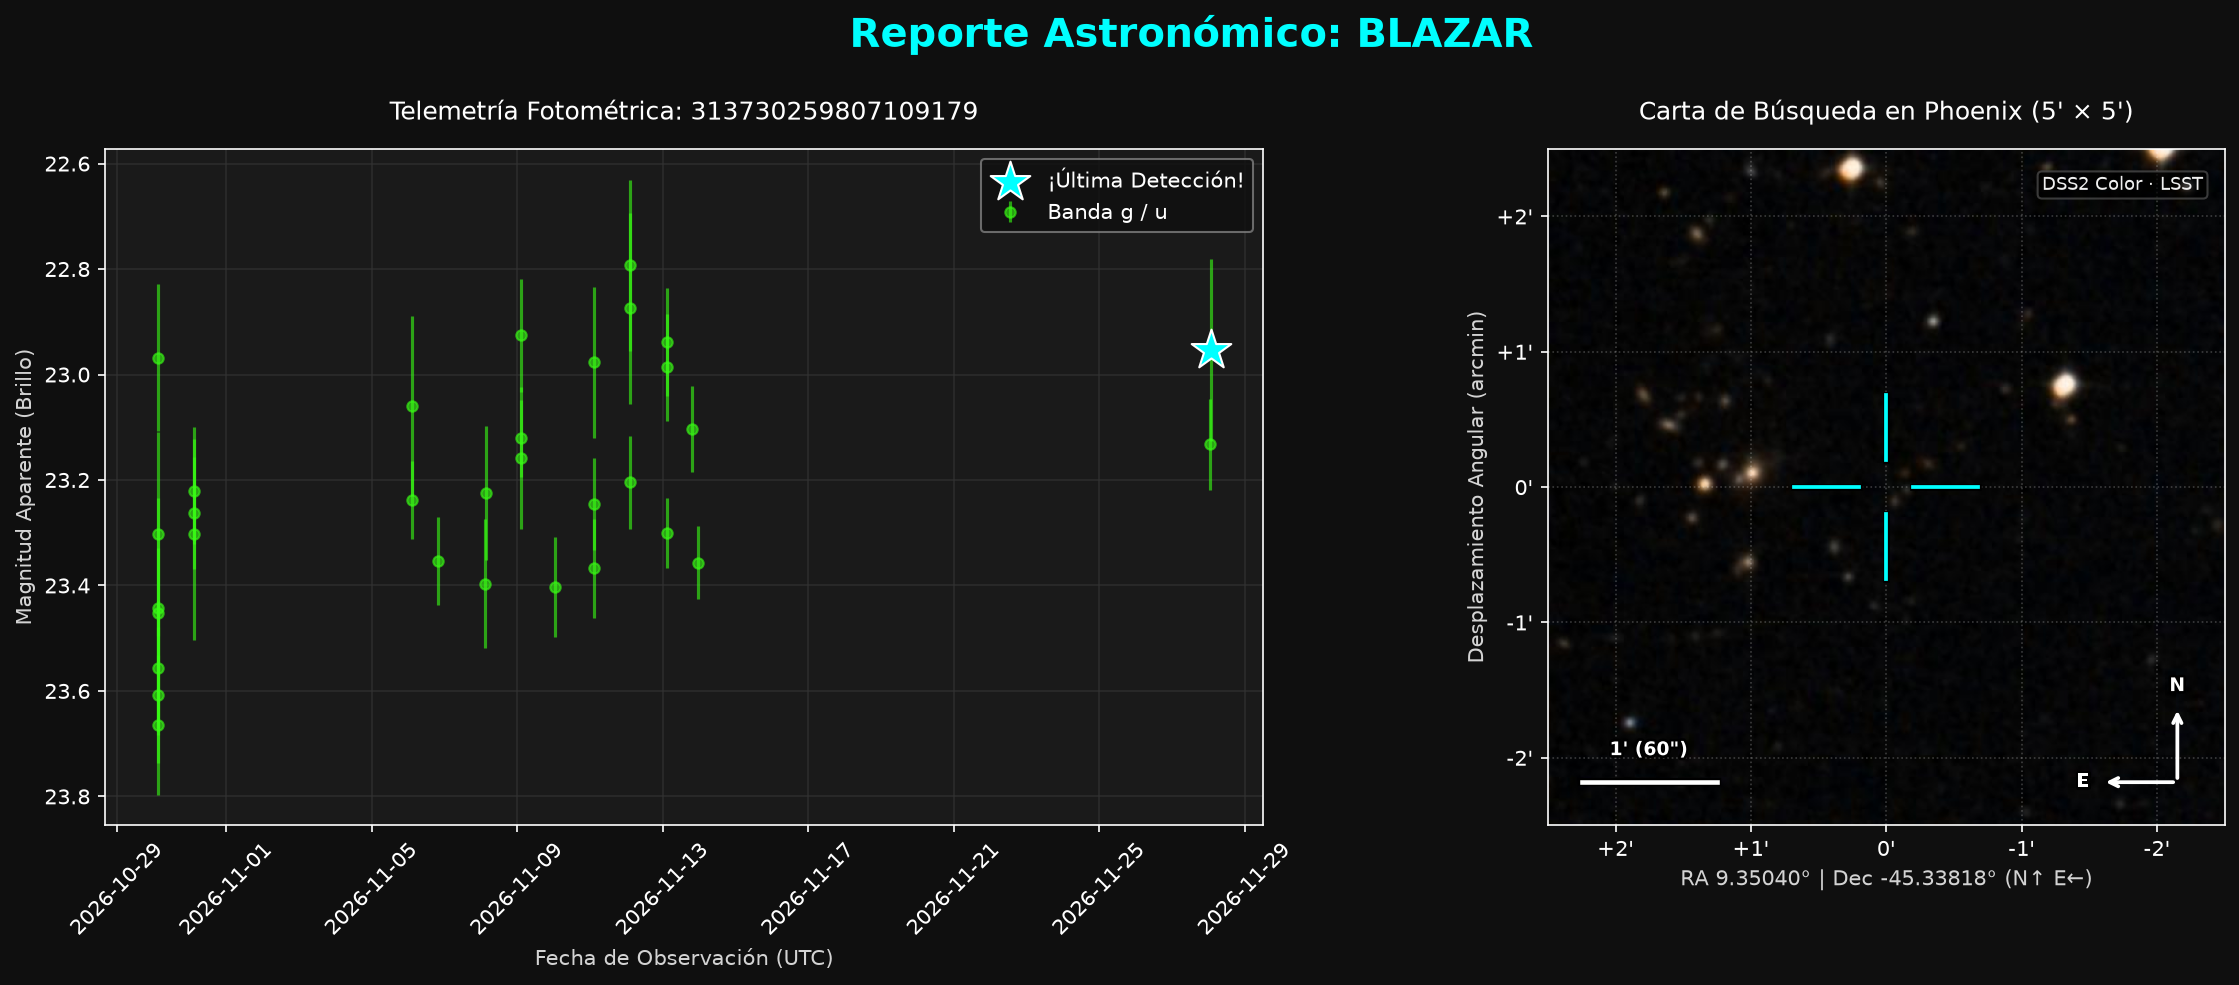 Reporte Astronómico: BLAZAR
Telemetría Fotométrica: 313730259807109179
Magnitud Aparente (Brillo)
22.6
22.8
23.0
23.2
23.4
23.6
23.8
¡Última Detección!
Banda g / u
2026-10-29
2026-11-01
2026-11-05
2026-11-09
2026-11-13
2026-11-17
2026-11-21
2026-11-25
2026-11-29
Fecha de Observación (UTC)
Carta de Búsqueda en Phoenix (5' × 5')
DSS2 Color · LSST
Desplazamiento Angular (arcmin)
+2'
+1'
0'
-1'
-2'
N
E
1' (60")
+2'
+1'
0'
-1'
-2'
RA 9.35040° | Dec -45.33818° (N↑ E←)